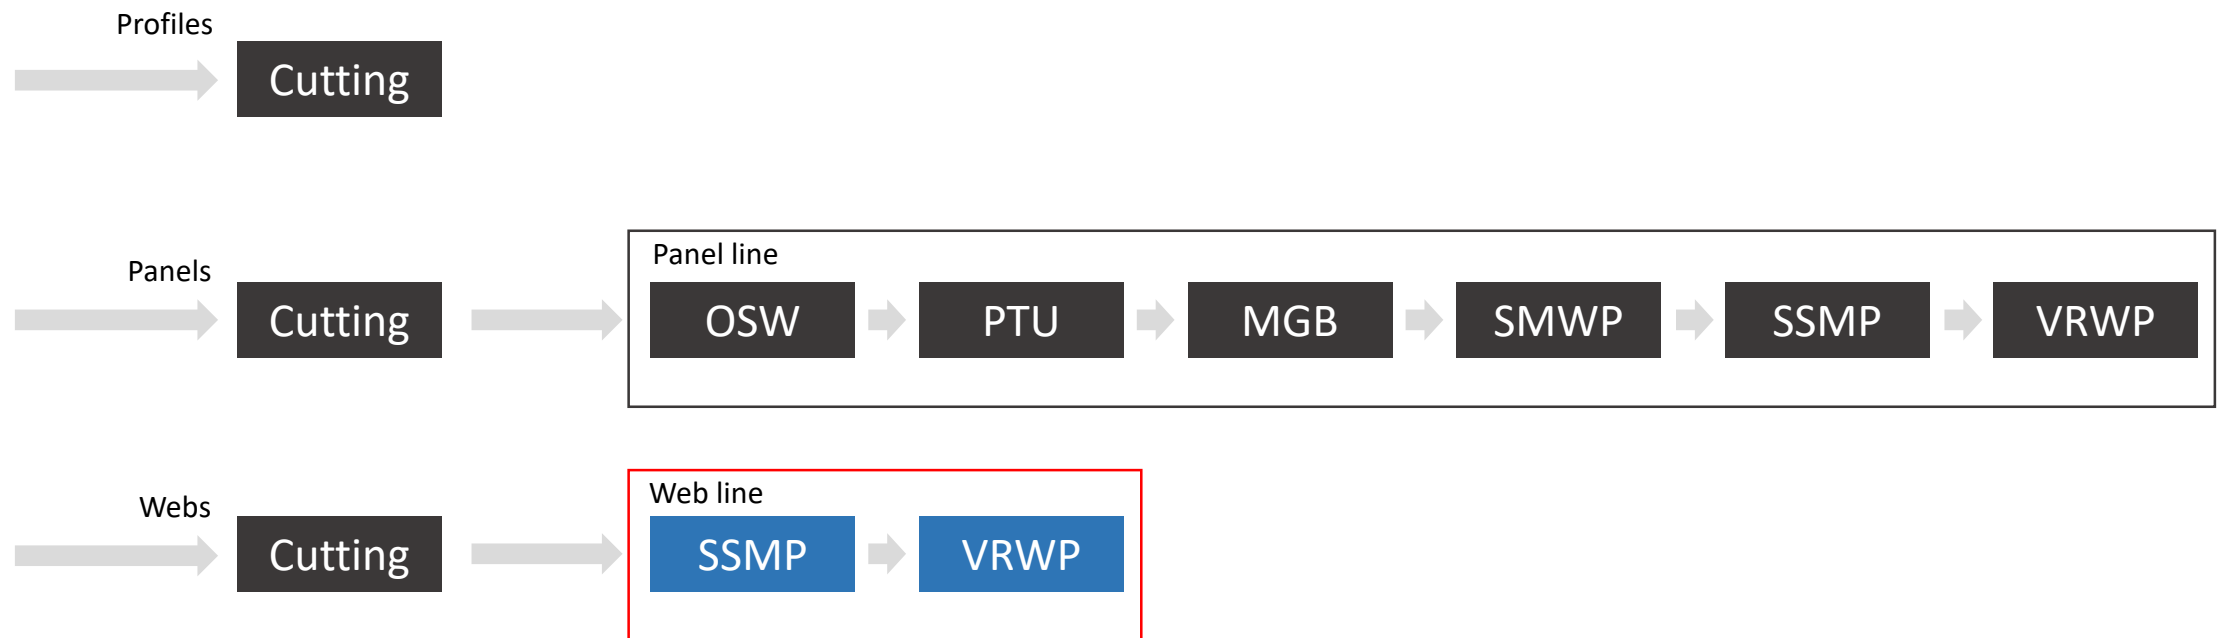 Profiles
Cutting
Panel line
Panels
Cutting
OSW
PTU
MGB
SMWP
SSMP
VRWP
Web line
Webs
Cutting
SSMP
VRWP